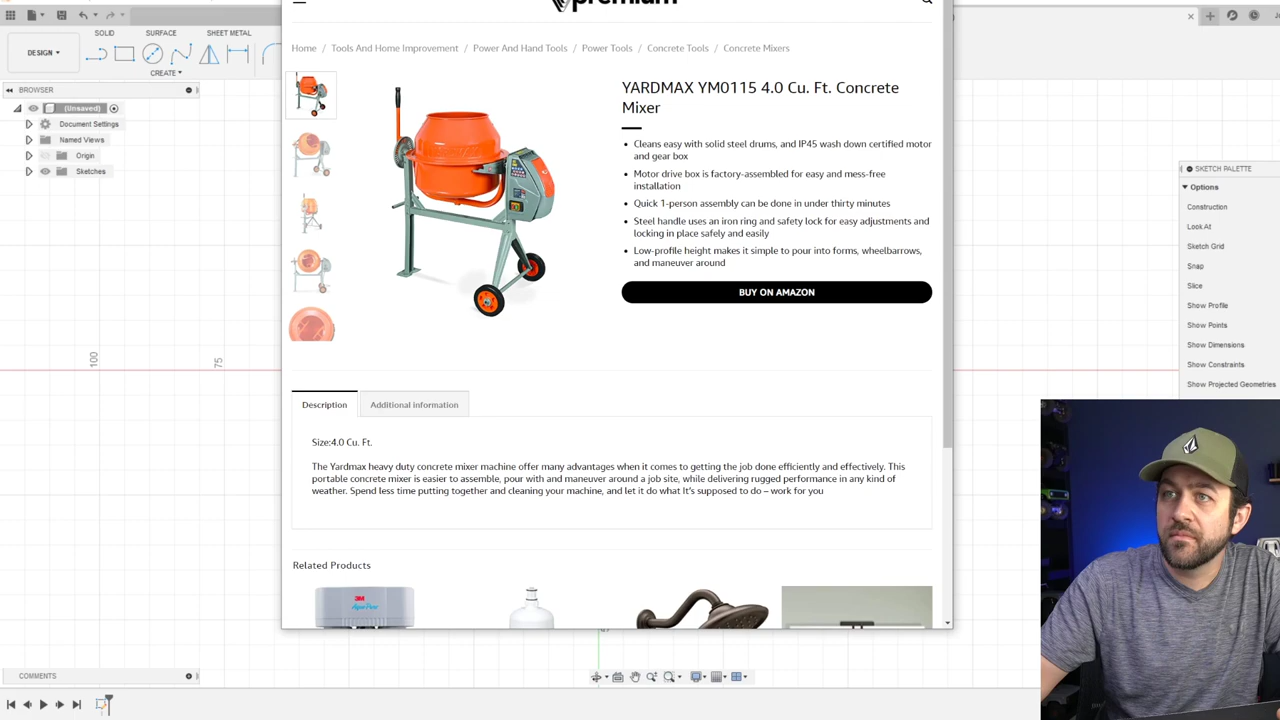 premium
DESIGN
SOLID
SURFACE
SHEET METAL
CREATE
BROWSER
(Unsaved)
Document Settings
Named Views
Origin
Sketches
100
75
Home / Tools And Home Improvement / Power And Hand Tools / Power Tools / Concrete Tools / Concrete Mixers
YARDMAX YM0115 4.0 Cu. Ft. Concrete
Mixer
Cleans easy with solid steel drums, and IP45 wash down certified motor
and gear box
Motor drive box is factory-assembled for easy and mess-free
installation
Quick 1-person assembly can be done in under thirty minutes
Steel handle uses an iron ring and safety lock for easy adjustments and
locking in place safely and easily
Low-profile height makes it simple to pour into forms, wheelbarrows,
and maneuver around
BUY ON AMAZON
Description
Additional information
Size:4.0 Cu. Ft.
The Yardmax heavy duty concrete mixer machine offer many advantages when it comes to getting the job done efficiently and effectively. This
portable concrete mixer is easier to assemble, pour with and maneuver around a job site, while delivering rugged performance in any kind of
weather. Spend less time putting together and cleaning your machine, and let it do what It's supposed to do – work for you
Related Products
3M
Aqua-Pure
SKETCH PALETTE
Options
Construction
Look At
Sketch Grid
Snap
Slice
Show Profile
Show Points
Show Dimensions
Show Constraints
Show Projected Geometries
COMMENTS